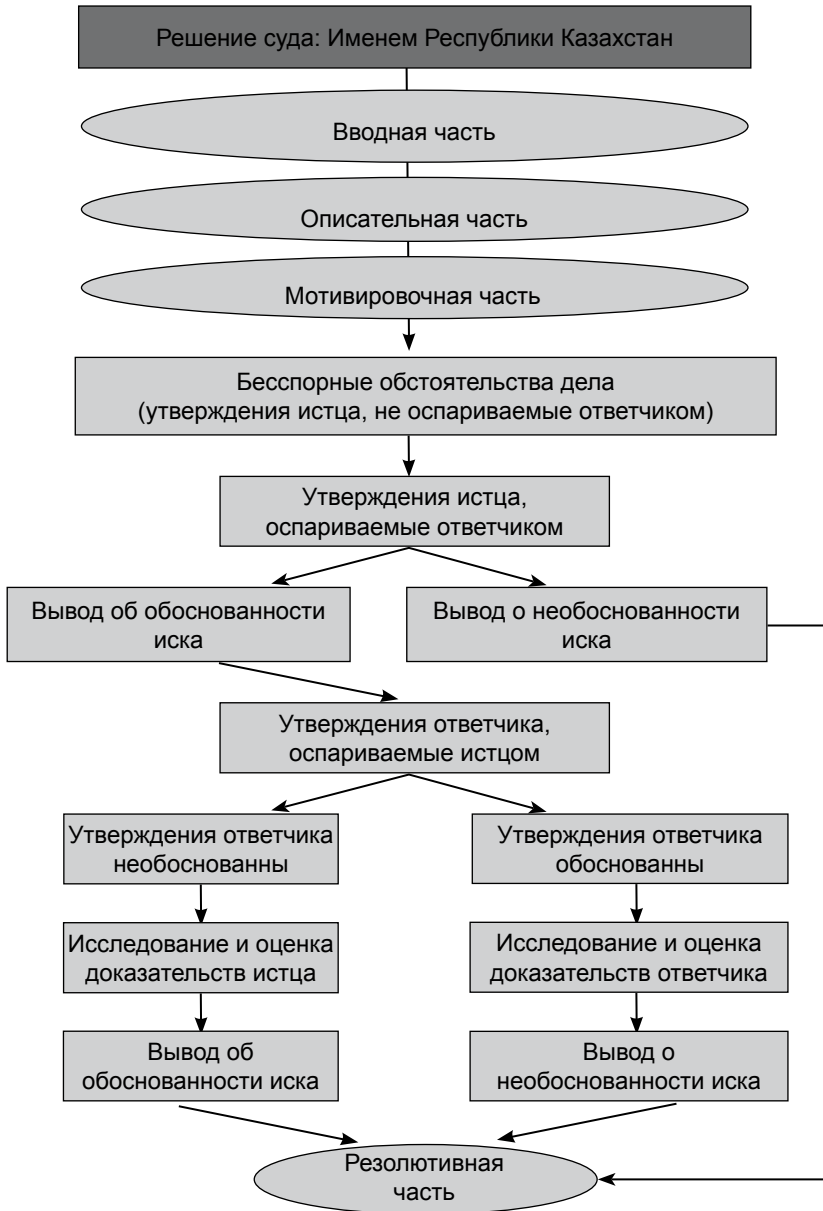 Решение суда: Именем Республики Казахстан
Вводная часть
Описательная часть
Мотивировочная часть
Бесспорные обстоятельства дела
(утверждения истца, не оспариваемые ответчиком)
Утверждения истца,
оспариваемые ответчиком
Вывод об обоснованности
иска
Вывод о необоснованности
иска
Утверждения ответчика,
оспариваемые истцом
Утверждения ответчика
необоснованны
Утверждения ответчика
обоснованны
Исследование и оценка
доказательств истца
Исследование и оценка
доказательств ответчика
Вывод об
обоснованности иска
Вывод о
необоснованности иска
Резолютивная
часть